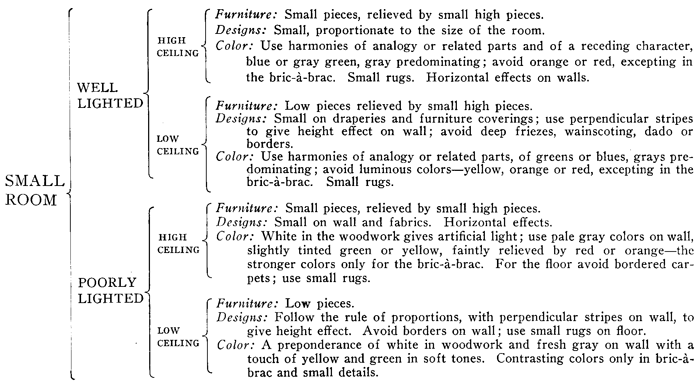 SMALL
ROOM
WELL
LIGHTED
HIGH
CEILING
Furniture: Small pieces, relieved by small high pieces.
Designs: Small, proportionate to the size of the room.
Color: Use harmonies of analogy or related parts and of a receding character,
blue or gray green, gray predominating; avoid orange or red, excepting in
the bric-à-brac. Small rugs. Horizontal effects on walls.
LOW
CEILING
Furniture: Low pieces relieved by small high pieces.
Designs: Small on draperies and furniture coverings; use perpendicular stripes
to give height effect on wall; avoid deep friezes, wainscoting, dado or
borders.
Color: Use harmonies of analogy or related parts, of greens or blues, grays pre-
dominating; avoid luminous colors—yellow, orange or red, excepting in the
bric-à-brac. Small rugs.
POORLY
LIGHTED
HIGH
CEILING
Furniture: Small pieces, relieved by small high pieces.
Designs: Small on wall and fabrics. Horizontal effects.
Color: White in the woodwork gives artificial light; use pale gray colors on wall,
slightly tinted green or yellow, faintly relieved by red or orange—the
stronger colors only for the bric-à-brac. For the floor avoid bordered car-
pets; use small rugs.
LOW
CEILING
Furniture: Low pieces.
Designs: Follow the rule of proportions, with perpendicular stripes on wall, to
give height effect. Avoid borders on wall; use small rugs on floor.
Color: A preponderance of white in woodwork and fresh gray on wall with a
touch of yellow and green in soft tones. Contrasting colors only in bric-à-
brac and small details.